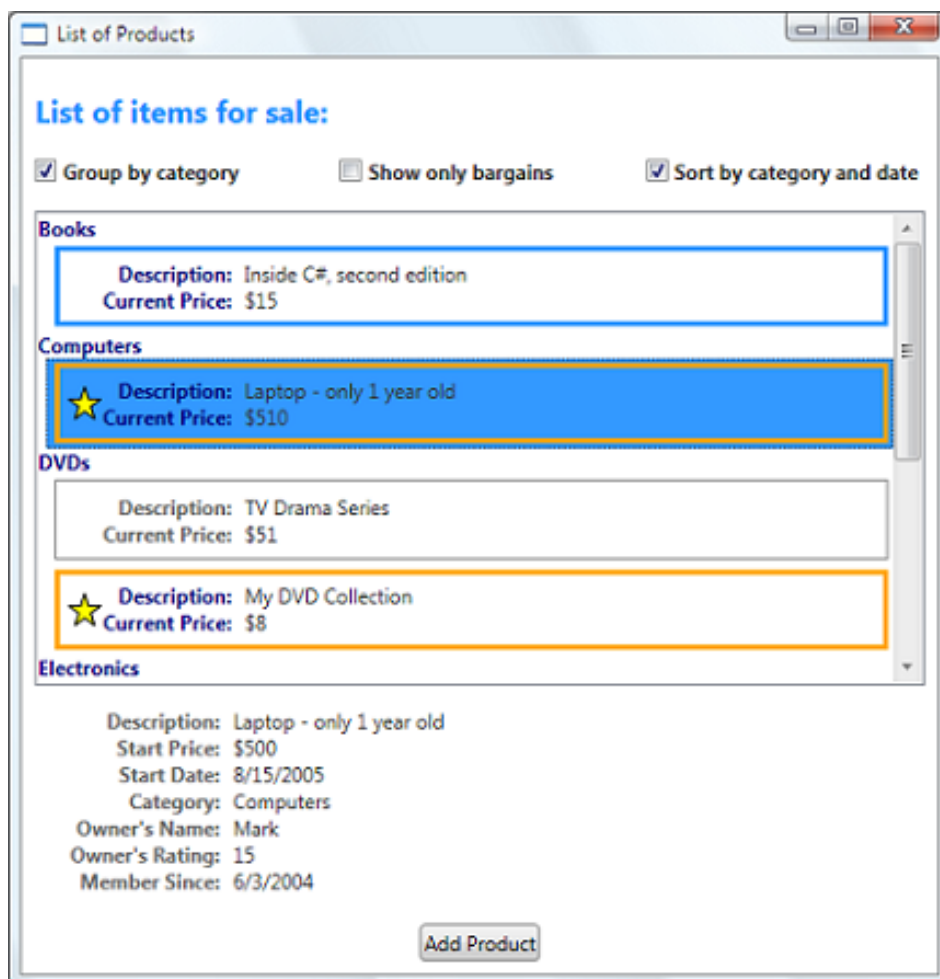 List of Products
List of items for sale:
Group by category Show only bargains Sort by category and date
Books
Description: Inside C#, second edition
Current Price: $15
Computers
Description: Laptop - only 1 year old
Current Price: $510
DVDs
Description: TV Drama Series
Current Price: $51
Description: My DVD Collection
Current Price: $8
Electronics
Description: Laptop - only 1 year old
Start Price: $500
Start Date: 8/15/2005
Category: Computers
Owner's Name: Mark
Owner's Rating: 15
Member Since: 6/3/2004
Add Product